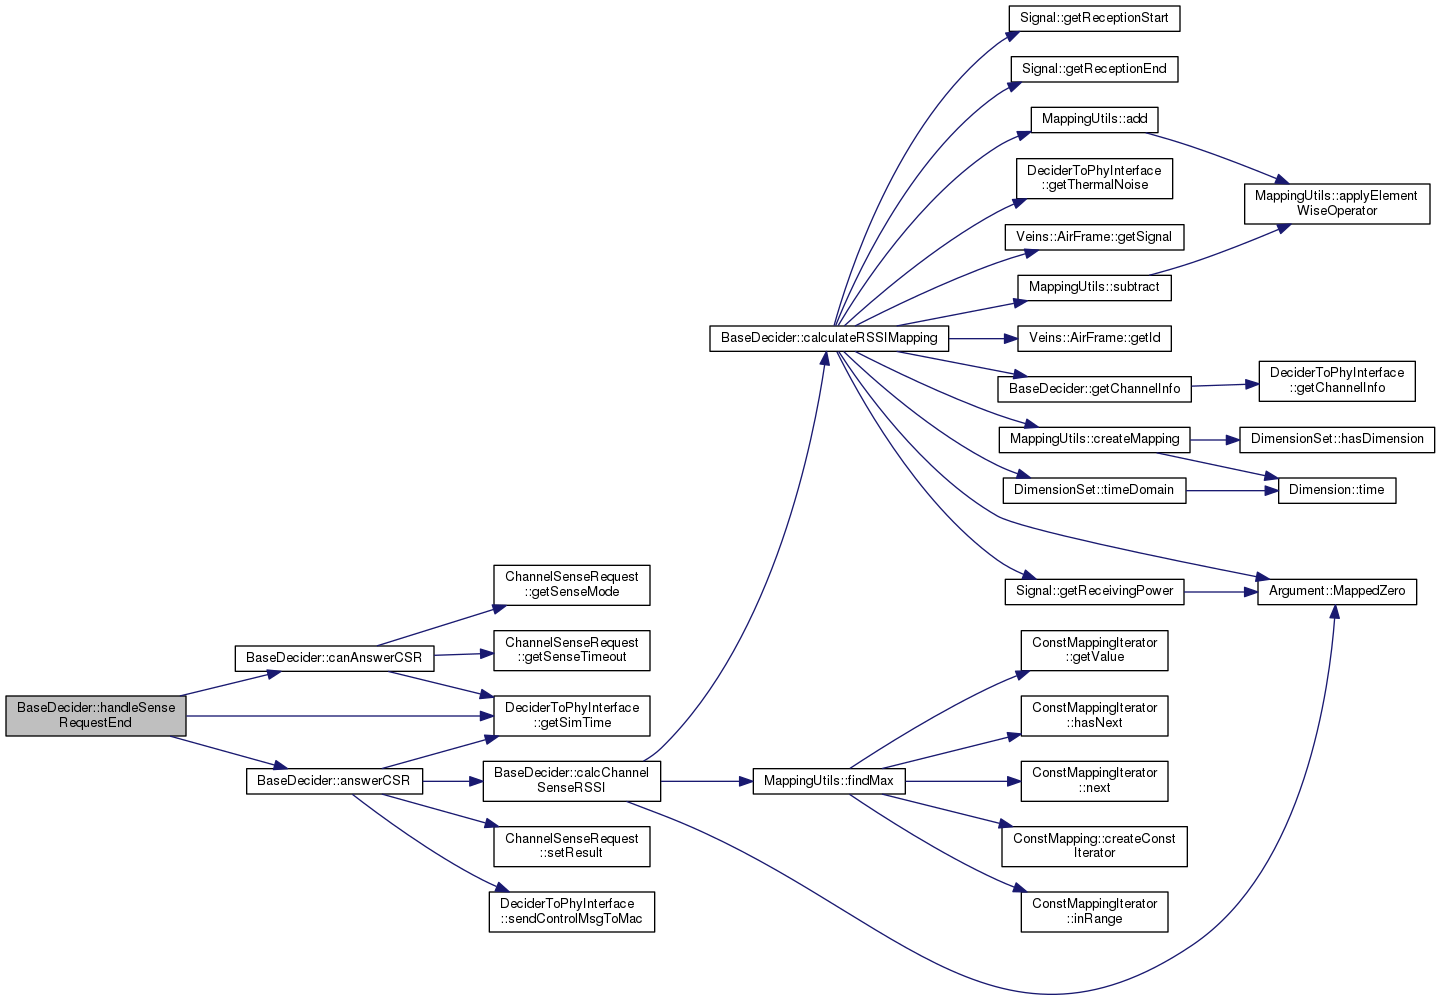 BaseDecider::handleSense
RequestEnd
BaseDecider::canAnswerCSR
BaseDecider::answerCSR
ChannelSenseRequest
::getSenseMode
ChannelSenseRequest
::getSenseTimeout
DeciderToPhyInterface
::getSimTime
BaseDecider::calcChannel
SenseRSSI
ChannelSenseRequest
::setResult
DeciderToPhyInterface
::sendControlMsgToMac
BaseDecider::calculateRSSIMapping
MappingUtils::findMax
Signal::getReceptionStart
Signal::getReceptionEnd
MappingUtils::add
DeciderToPhyInterface
::getThermalNoise
Veins::AirFrame::getSignal
MappingUtils::subtract
Veins::AirFrame::getId
BaseDecider::getChannelInfo
MappingUtils::createMapping
DimensionSet::timeDomain
Signal::getReceivingPower
ConstMappingIterator
::getValue
ConstMappingIterator
::hasNext
ConstMappingIterator
::next
ConstMapping::createConst
Iterator
ConstMappingIterator
::inRange
MappingUtils::applyElement
WiseOperator
DeciderToPhyInterface
::getChannelInfo
DimensionSet::hasDimension
Dimension::time
Argument::MappedZero